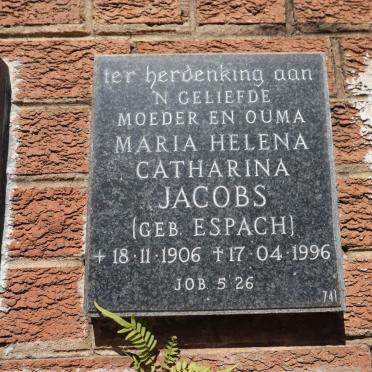 ter herdenking aan
'N GELIEFDE
MOEDER EN OUMA
MARIA HELENA
CATHARINA
JACOBS
(GEB. ESPACH)
+ 18·11·1906 ✝17·04·1996
JOB 5 26
741